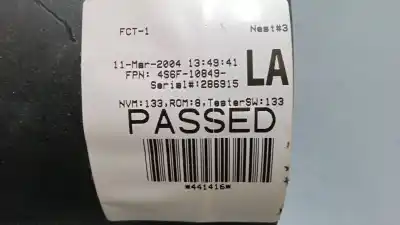 FCT-1 Nest#3
11-Mar-2004 13:49:41
FPN: 4S6F-10849- LA
Serial#:286915
NVM:133,ROM:8,TesterSW:133
PASSED
*441416*